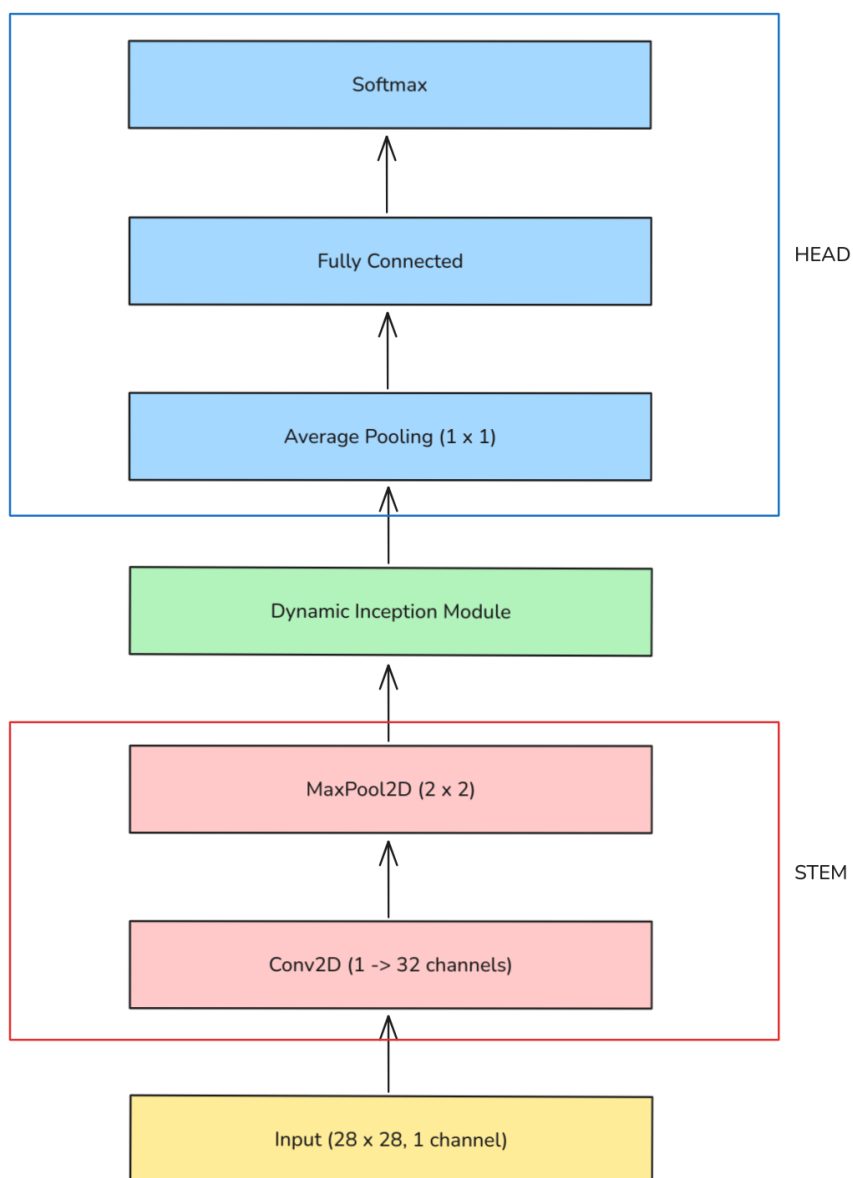 Softmax
Fully Connected
HEAD
Average Pooling (1 x 1)
Dynamic Inception Module
MaxPool2D (2 x 2)
STEM
Conv2D (1 -> 32 channels)
Input (28 x 28, 1 channel)